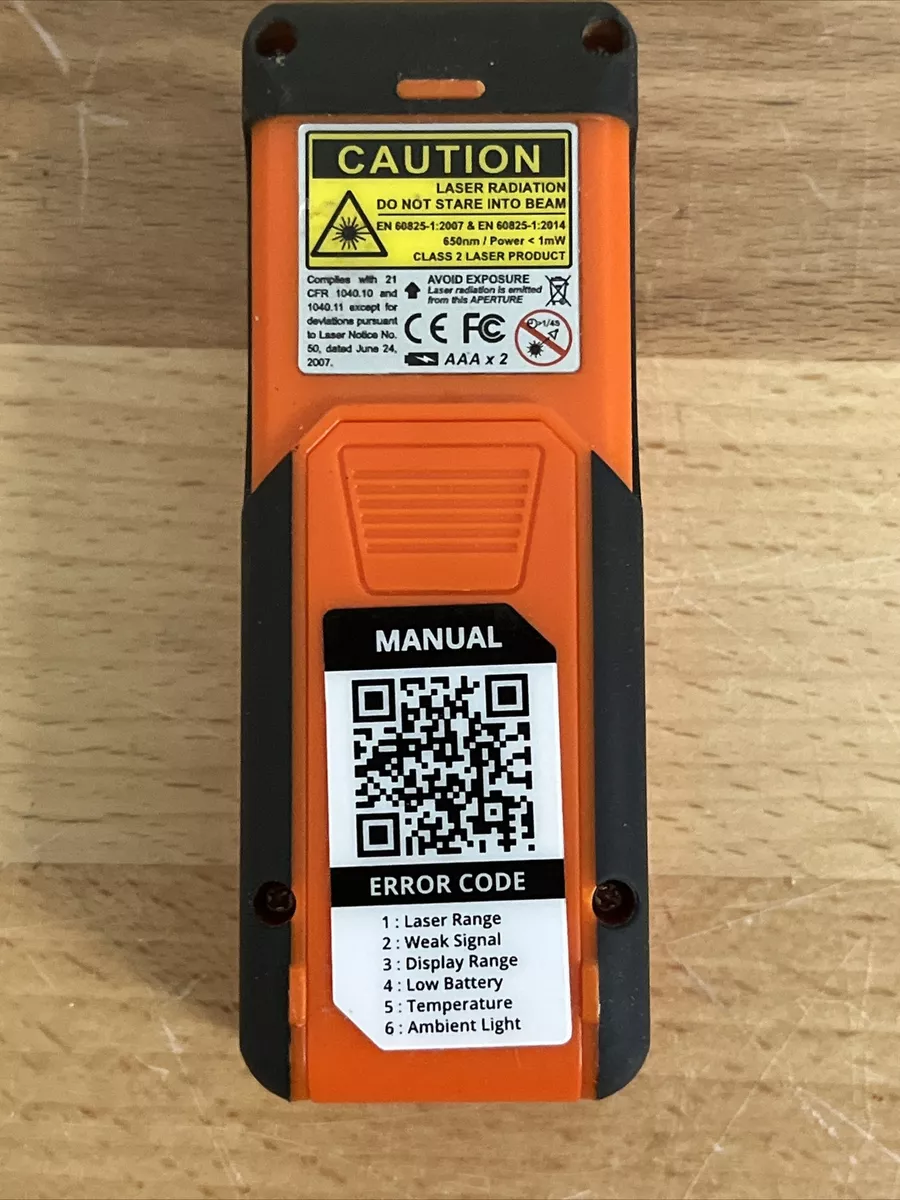 CAUTION
LASER RADIATION
DO NOT STARE INTO BEAM
EN 60825-1:2007 & EN 60825-1:2014
650nm / Power < 1mW
CLASS 2 LASER PRODUCT
Complies with 21
CFR 1040.10 and
1040.11 except for
deviations pursuant
to Laser Notice No.
50, dated June 24,
2007.
AVOID EXPOSURE
Laser radiation is emitted
from this APERTURE
CE FC
>1/4S
AAA x 2
MANUAL
ERROR CODE
1 : Laser Range
2 : Weak Signal
3 : Display Range
4 : Low Battery
5 : Temperature
6 : Ambient Light